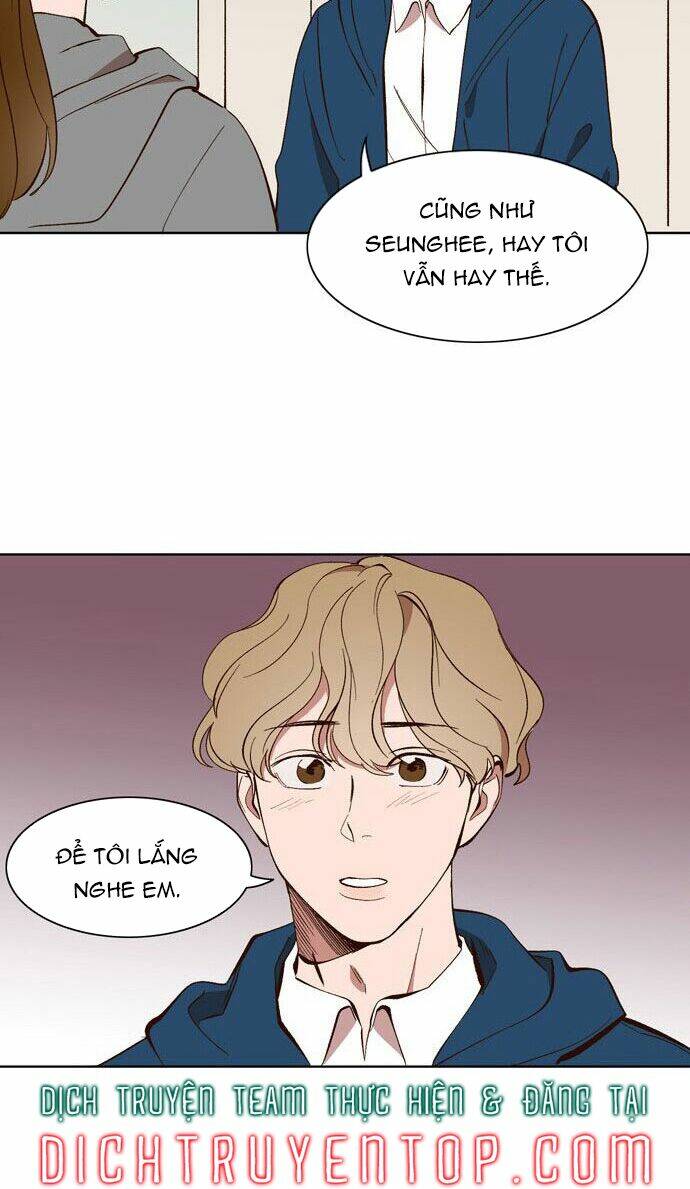 CŨNG NHƯ
SEUNGHEE, HAY TÔI
VẪN HAY THẾ.
ĐỂ TÔI LẮNG
NGHE EM.
DỊCH TRUYỆN TEAM THỰC HIỆN & ĐĂNG TẠI
DICHTRUYENTOP.COM